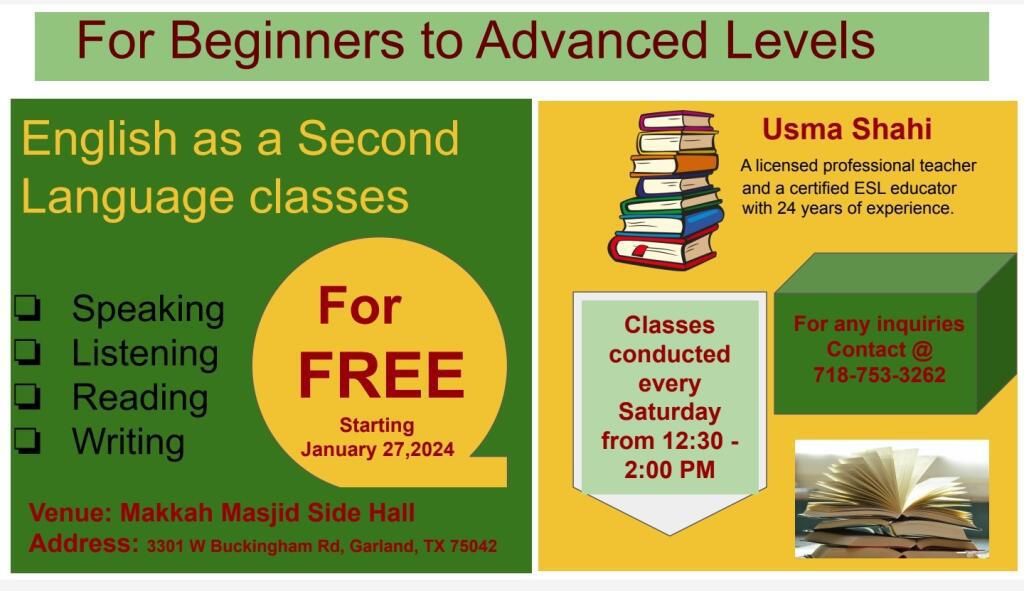 For Beginners to Advanced Levels
English as a Second
Language classes
Speaking
Listening
Reading
Writing
For
FREE
Starting
January 27,2024
Venue: Makkah Masjid Side Hall
Address: 3301 W Buckingham Rd, Garland, TX 75042
Usma Shahi
A licensed professional teacher
and a certified ESL educator
with 24 years of experience.
Classes
conducted
every
Saturday
from 12:30 -
2:00 PM
For any inquiries
Contact @
718-753-3262